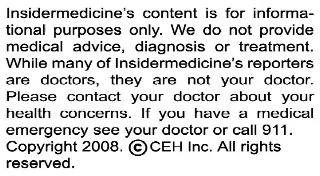 Insidermedicine's content is for informa-
tional purposes only. We do not provide
medical advice, diagnosis or treatment.
While many of Insidermedicine's reporters
are doctors, they are not your doctor.
Please contact your doctor about your
health concerns. If you have a medical
emergency see your doctor or call 911.
Copyright 2008. ©CEH Inc. All rights
reserved.